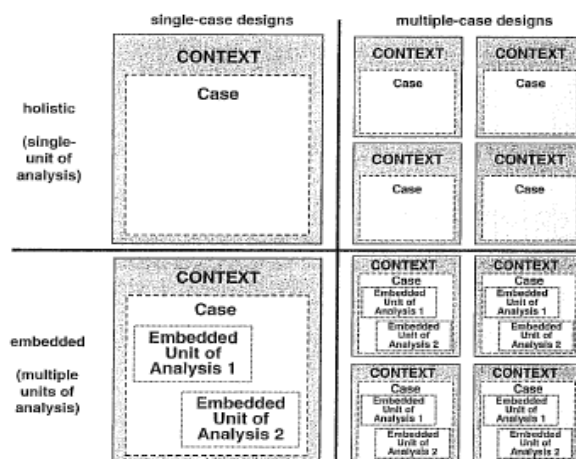 single-case designs
multiple-case designs
holistic
(single-
unit of
analysis)
CONTEXT
Case
CONTEXT
Case
CONTEXT
Case
CONTEXT
Case
CONTEXT
Case
embedded
(multiple
units of
analysis)
CONTEXT
Case
Embedded
Unit of
Analysis 1
Embedded
Unit of
Analysis 2
CONTEXT
Case
Embedded
Unit of
Analysis 1
Embedded
Unit of
Analysis 2
CONTEXT
Case
Embedded
Unit of
Analysis 1
Embedded
Unit of
Analysis 2
CONTEXT
Case
Embedded
Unit of
Analysis 1
Embedded
Unit of
Analysis 2
CONTEXT
Case
Embedded
Unit of
Analysis 1
Embedded
Unit of
Analysis 2